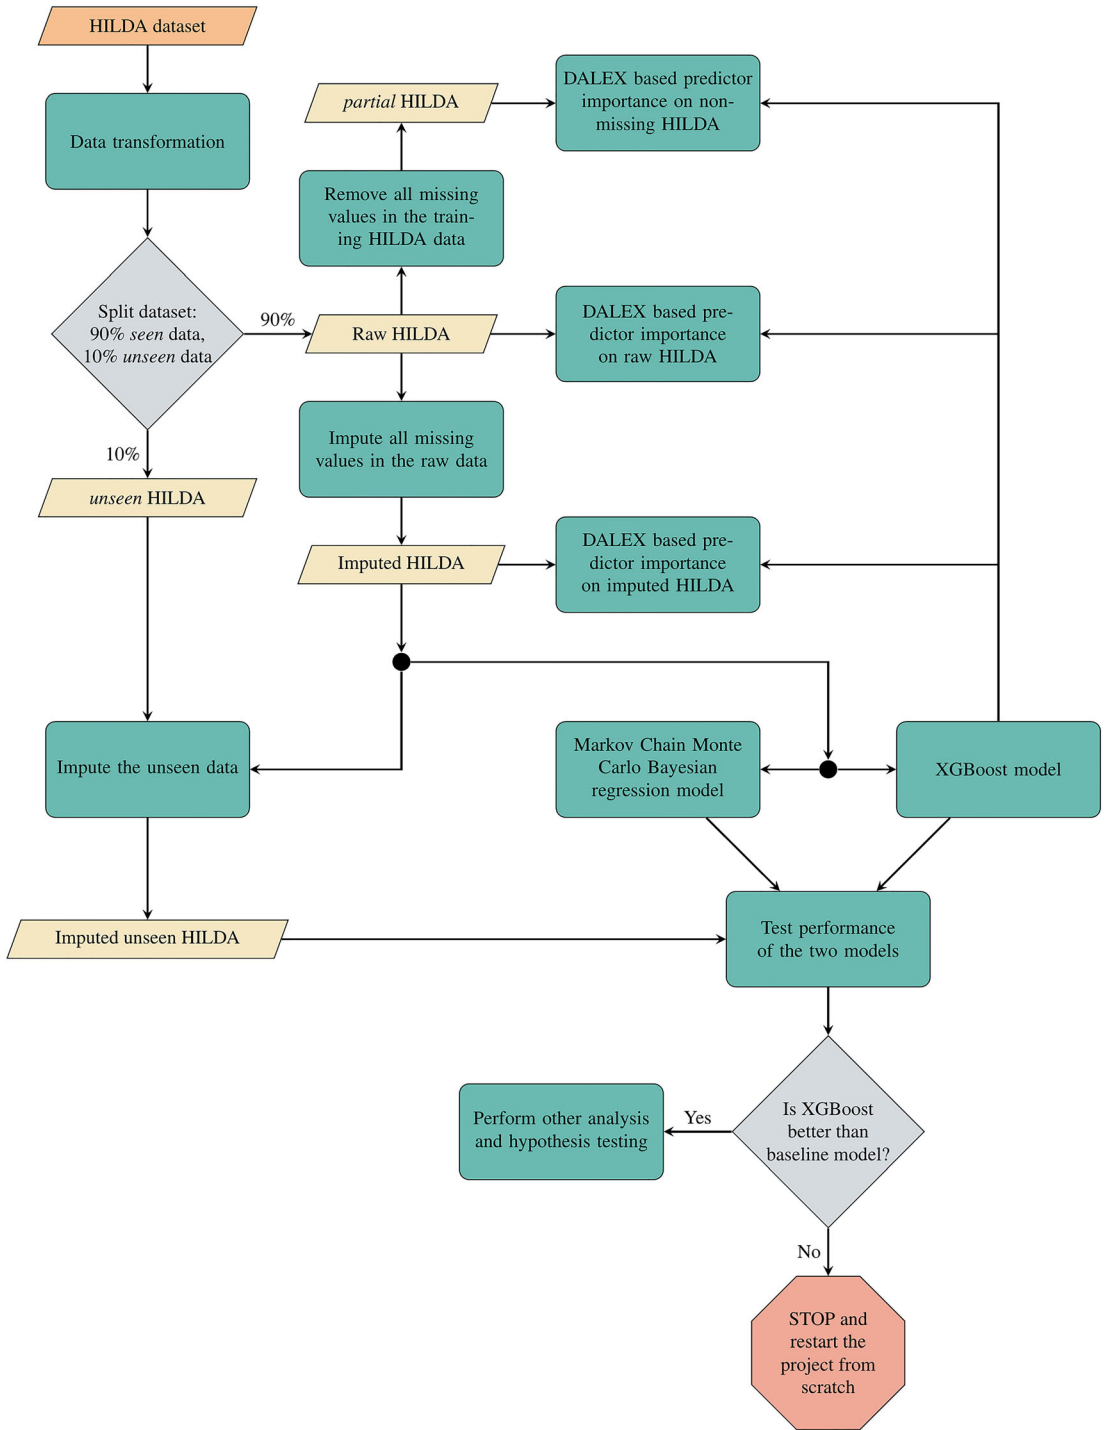 HILDA dataset
Data transformation
Split dataset:
90% seen data,
10% unseen data
90%
10%
unseen HILDA
partial HILDA
Remove all missing
values in the train-
ing HILDA data
Raw HILDA
Impute all missing
values in the raw data
Imputed HILDA
DALEX based predictor
importance on non-
missing HILDA
DALEX based pre-
dictor importance
on raw HILDA
DALEX based pre-
dictor importance
on imputed HILDA
Impute the unseen data
Markov Chain Monte
Carlo Bayesian
regression model
XGBoost model
Imputed unseen HILDA
Test performance
of the two models
Is XGBoost
better than
baseline model?
Yes
Perform other analysis
and hypothesis testing
No
STOP and
restart the
project from
scratch